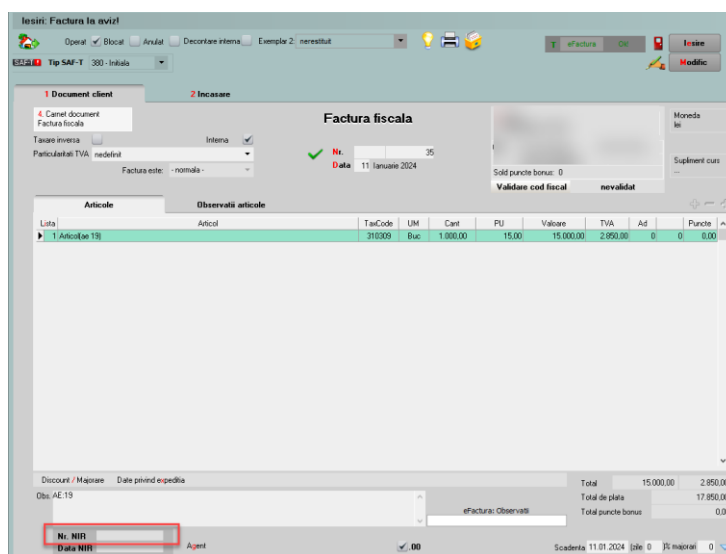 Iesiri: Factura la aviz!
Operat Blocat Anulat Decontare interna Exemplar 2: nerestituit
T eFactura OK Iesire
SAFT Tip SAF-T 380 - Initiala Modific
1 Document client 2 Incasare
4. Carnet document
Factura fiscala
Factura fiscala
Moneda
lei
Taxare inversa Interna
Nr. 35
Particularitati TVA nedefinit
Data 11 Ianuarie 2024
Supliment curs
---
Factura este: - normala -
Sold puncte bonus: 0
Validare cod fiscal nevalidat
Articole Observatii articole
Lista Articol TaxCode UM Cant PU Valoare TVA Ad Puncte
1 Articol(ae 19) 310309 Buc 1.000,00 15,00 15.000,00 2.850,00 0 0 0,00
Discount / Majorare Date privind expeditia
Total 15.000,00 2.850,00
Obs. AE:19
Total de plata 17.850,00
eFactura: Observatii
Total puncte bonus 0,0
Nr. NIR
Data NIR
Agent
.00
Scadenta 11.01.2024 (zile 0 )% majorari 0